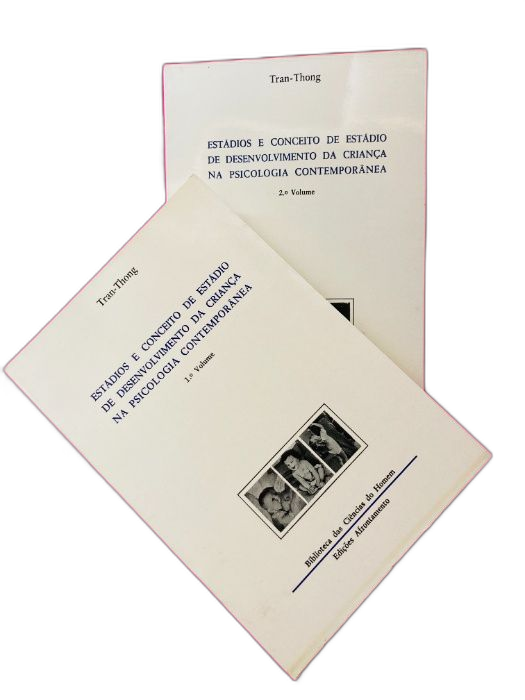 Tran-Thong
ESTÁDIOS E CONCEITO DE ESTÁDIO
DE DESENVOLVIMENTO DA CRIANÇA
NA PSICOLOGIA CONTEMPORÂNEA
2.º Volume
Tran-Thong
ESTÁDIOS E CONCEITO DE ESTÁDIO
DE DESENVOLVIMENTO DA CRIANÇA
NA PSICOLOGIA CONTEMPORÂNEA
1.º Volume
Biblioteca das Ciências do Homem
Edições Afrontamento